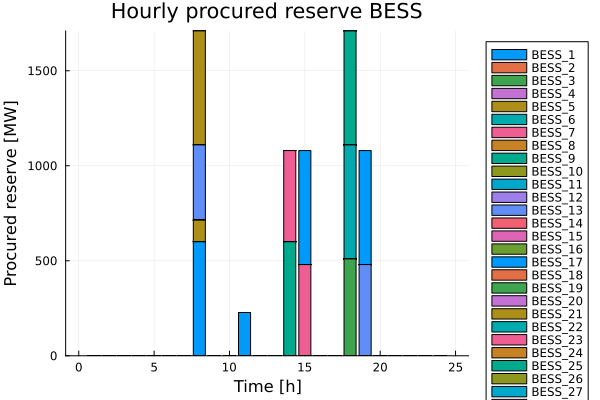 Hourly procured reserve BESS
Procured reserve [MW]
1500
1000
500
0
0 5 10 15 20 25
Time [h]
BESS_1
BESS_2
BESS_3
BESS_4
BESS_5
BESS_6
BESS_7
BESS_8
BESS_9
BESS_10
BESS_11
BESS_12
BESS_13
BESS_14
BESS_15
BESS_16
BESS_17
BESS_18
BESS_19
BESS_20
BESS_21
BESS_22
BESS_23
BESS_24
BESS_25
BESS_26
BESS_27